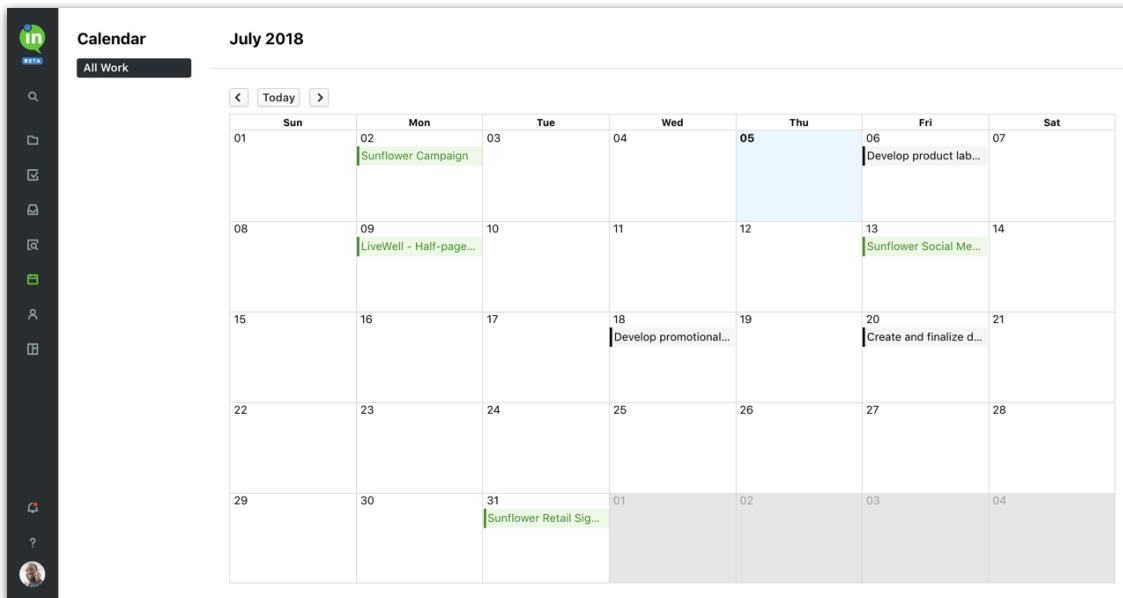 in
BETA
Calendar
All Work
July 2018
< Today >
Sun Mon Tue Wed Thu Fri Sat
01 02 03 04 05 06 07
Sunflower Campaign Develop product lab...
08 09 10 11 12 13 14
LiveWell - Half-page... Sunflower Social Me...
15 16 17 18 19 20 21
Develop promotional... Create and finalize d...
22 23 24 25 26 27 28
29 30 31 01 02 03 04
Sunflower Retail Sig...
?